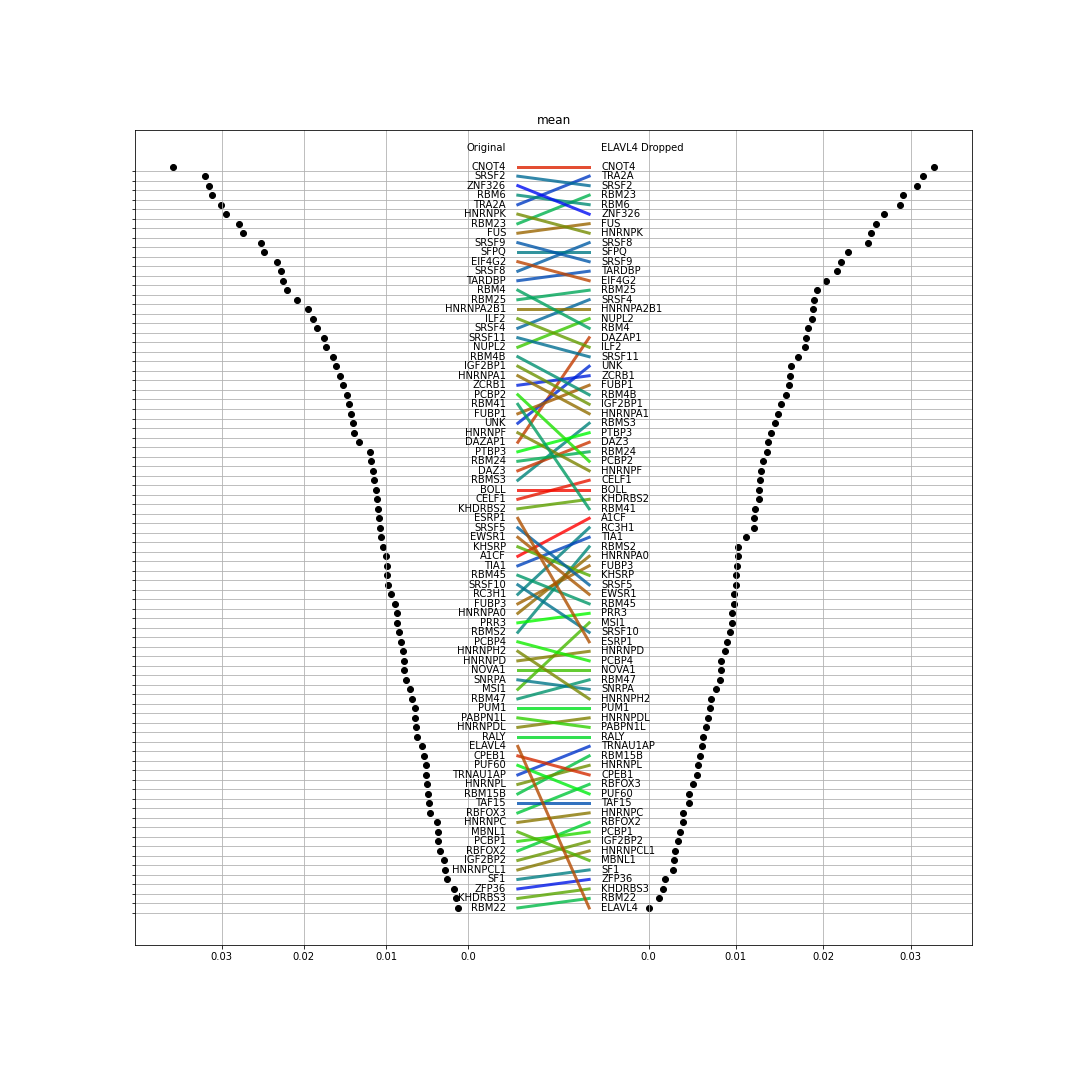 mean
Original ELAVL4 Dropped
CNOT4 CNOT4
SRSF2 TRA2A
ZNF326 SRSF2
RBM6 RBM23
TRA2A RBM6
HNRNPK ZNF326
RBM23 FUS
FUS HNRNPK
SRSF9 SRSF8
SFPQ SFPQ
EIF4G2 SRSF9
SRSF8 TARDBP
TARDBP EIF4G2
RBM4 RBM25
RBM25 SRSF4
HNRNPA2B1 HNRNPA2B1
ILF2 NUPL2
SRSF4 RBM4
SRSF11 DAZAP1
NUPL2 ILF2
RBM4B SRSF11
IGF2BP1 UNK
HNRNPA1 ZCRB1
ZCRB1 FUBP1
PCBP2 RBM4B
RBM41 IGF2BP1
FUBP1 HNRNPA1
UNK RBMS3
HNRNPF PTBP3
DAZAP1 DAZ3
PTBP3 RBM24
RBM24 PCBP2
DAZ3 HNRNPF
RBMS3 CELF1
BOLL BOLL
CELF1 KHDRBS2
KHDRBS2 RBM41
ESRP1 A1CF
SRSF5 RC3H1
EWSR1 TIA1
KHSRP RBMS2
A1CF HNRNPA0
TIA1 FUBP3
RBM45 KHSRP
SRSF10 SRSF5
RC3H1 EWSR1
FUBP3 RBM45
HNRNPA0 PRR3
PRR3 MSI1
RBMS2 SRSF10
PCBP4 ESRP1
HNRNPH2 HNRNPD
HNRNPD PCBP4
NOVA1 NOVA1
SNRPA RBM47
MSI1 SNRPA
RBM47 HNRNPH2
PUM1 PUM1
PABPN1L HNRNPDL
HNRNPDL PABPN1L
RALY RALY
ELAVL4 TRNAU1AP
CPEB1 RBM15B
PUF60 HNRNPL
TRNAU1AP CPEB1
HNRNPL RBFOX3
RBM15B PUF60
TAF15 TAF15
RBFOX3 HNRNPC
HNRNPC RBFOX2
MBNL1 PCBP1
PCBP1 IGF2BP2
RBFOX2 HNRNPCL1
IGF2BP2 MBNL1
HNRNPCL1 SF1
SF1 ZFP36
ZFP36 KHDRBS3
KHDRBS3 RBM22
RBM22 ELAVL4
0.03 0.02 0.01 0.0 0.0 0.01 0.02 0.03